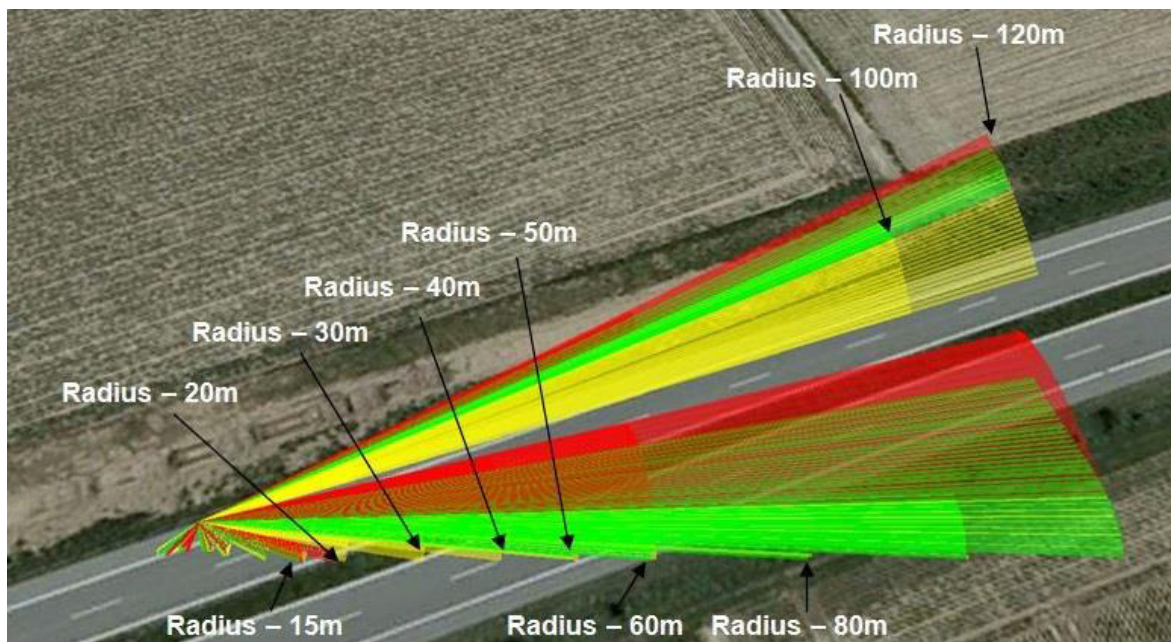 Radius – 120m
Radius – 100m
Radius – 50m
Radius – 40m
Radius – 30m
Radius – 20m
Radius – 15m
Radius – 60m
Radius – 80m